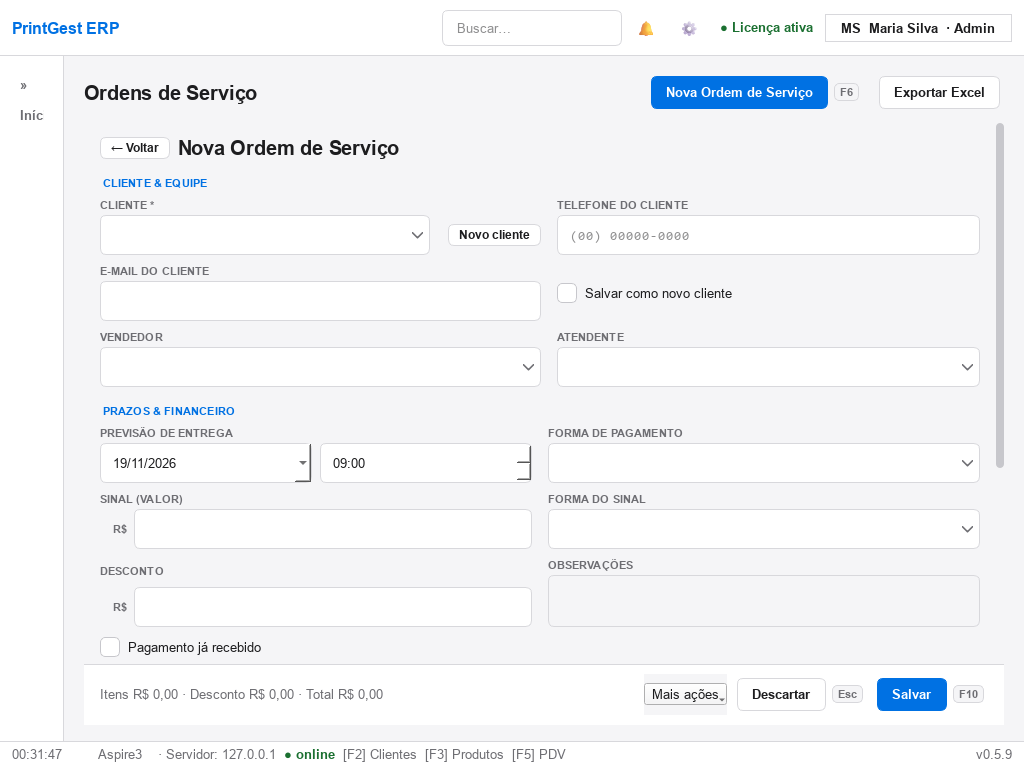 PrintGest ERP
Buscar...
● Licença ativa
MS Maria Silva · Admin
»
Iníc
Ordens de Serviço
Nova Ordem de Serviço
F6
Exportar Excel
← Voltar
Nova Ordem de Serviço
CLIENTE & EQUIPE
CLIENTE *
TELEFONE DO CLIENTE
Novo cliente
(00) 00000-0000
E-MAIL DO CLIENTE
Salvar como novo cliente
VENDEDOR
ATENDENTE
PRAZOS & FINANCEIRO
PREVISÃO DE ENTREGA
FORMA DE PAGAMENTO
19/11/2026
09:00
SINAL (VALOR)
FORMA DO SINAL
R$
DESCONTO
OBSERVAÇÕES
R$
Pagamento já recebido
Itens R$ 0,00 · Desconto R$ 0,00 · Total R$ 0,00
Mais ações
Descartar
Esc
Salvar
F10
00:31:47
Aspire3
· Servidor: 127.0.0.1
● online
[F2] Clientes
[F3] Produtos
[F5] PDV
v0.5.9